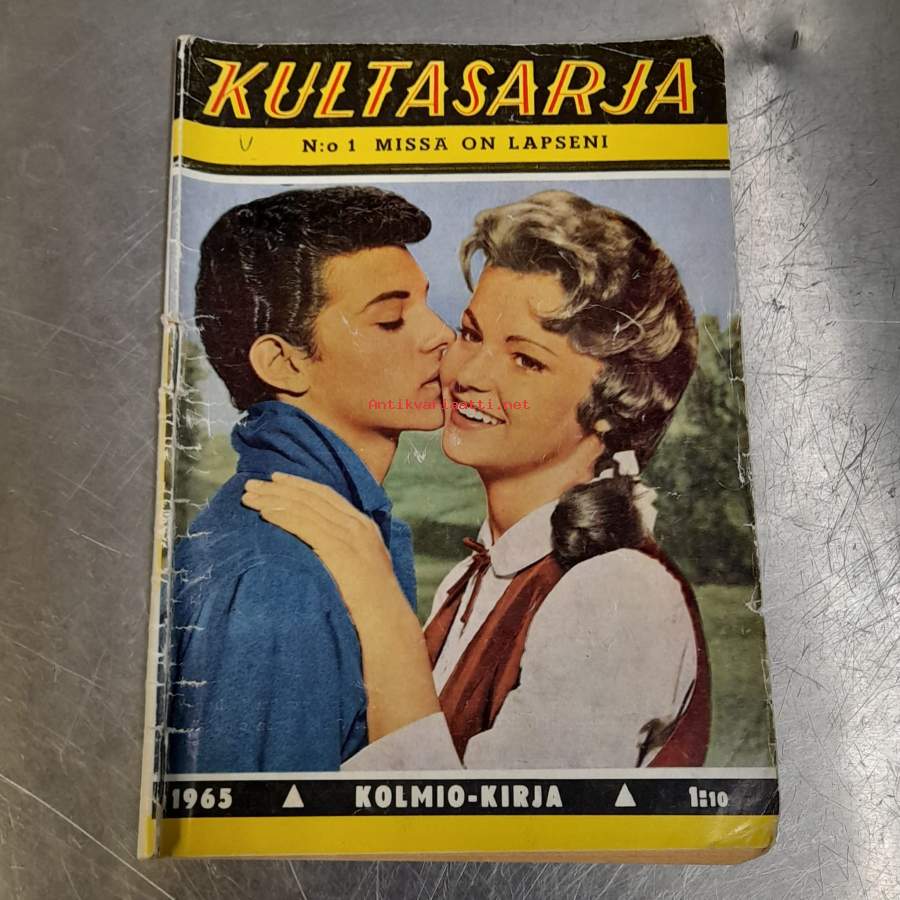 KULTASARJA
N:o 1 MISSÄ ON LAPSENI
Antikvariaatti.net
1965 KOLMIO-KIRJA 1:10